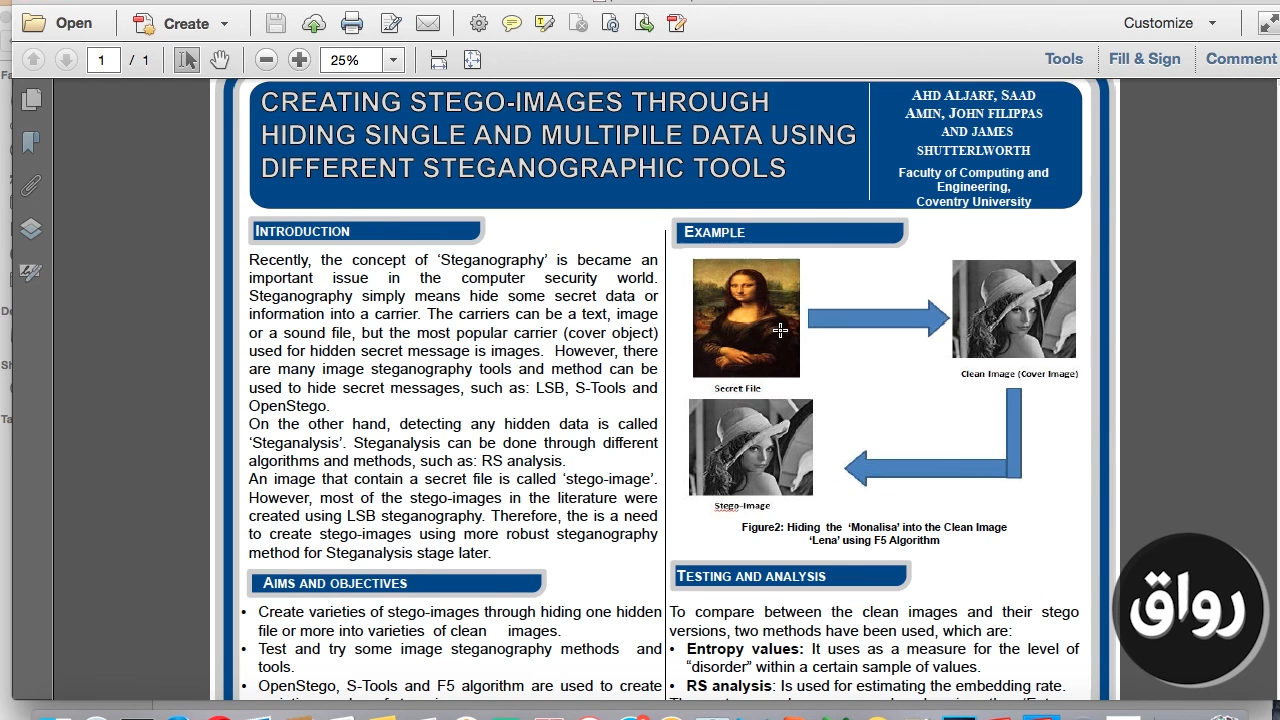 Open
Create
Customize
1 / 1
25%
Tools
Fill & Sign
Comment
CREATING STEGO-IMAGES THROUGH
HIDING SINGLE AND MULTIPILE DATA USING
DIFFERENT STEGANOGRAPHIC TOOLS
AHD ALJARF, SAAD
AMIN, JOHN FILIPPAS
AND JAMES
SHUTTERLWORTH
Faculty of Computing and
Engineering,
Coventry University
INTRODUCTION
Recently, the concept of ‘Steganography’ is became an
important issue in the computer security world.
Steganography simply means hide some secret data or
information into a carrier. The carriers can be a text, image
or a sound file, but the most popular carrier (cover object)
used for hidden secret message is images. However, there
are many image steganography tools and method can be
used to hide secret messages, such as: LSB, S-Tools and
OpenStego.
On the other hand, detecting any hidden data is called
‘Steganalysis’. Steganalysis can be done through different
algorithms and methods, such as: RS analysis.
An image that contain a secret file is called ‘stego-image’.
However, most of the stego-images in the literature were
created using LSB steganography. Therefore, the is a need
to create stego-images using more robust steganography
method for Steganalysis stage later.
AIMS AND OBJECTIVES
• Create varieties of stego-images through hiding one hidden
file or more into varieties of clean images.
• Test and try some image steganography methods and
tools.
• OpenStego, S-Tools and F5 algorithm are used to create
EXAMPLE
Secrett File
Clean Image (Cover Image)
Stego-Image
Figure2: Hiding the ‘Monalisa’ into the Clean Image
‘Lena’ using F5 Algorithm
TESTING AND ANALYSIS
To compare between the clean images and their stego
versions, two methods have been used, which are:
• Entropy values: It uses as a measure for the level of
“disorder” within a certain sample of values.
• RS analysis: Is used for estimating the embedding rate.
رواق